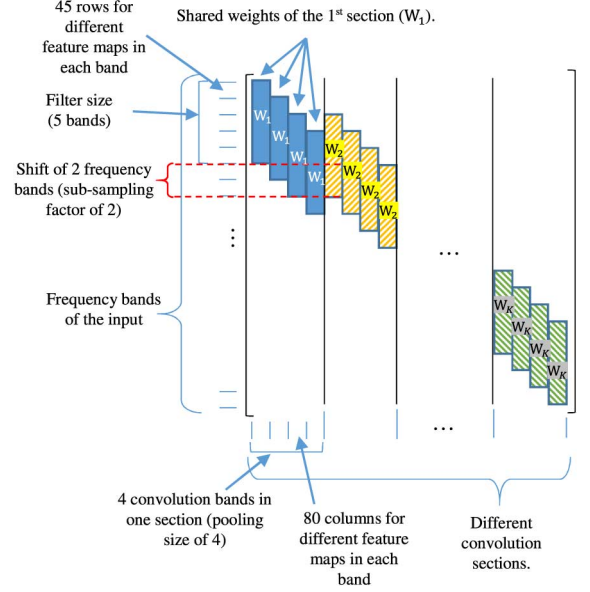 45 rows for
different
feature maps in
each band
Shared weights of the 1st section (W1).
Filter size
(5 bands)
Shift of 2 frequency
bands (sub-sampling
factor of 2)
Frequency bands
of the input
W1
W1
W1
W1
W2
W2
W2
W2
...
⋮
WK
WK
WK
WK
...
4 convolution bands in
one section (pooling
size of 4)
80 columns for
different feature
maps in each
band
Different
convolution
sections.